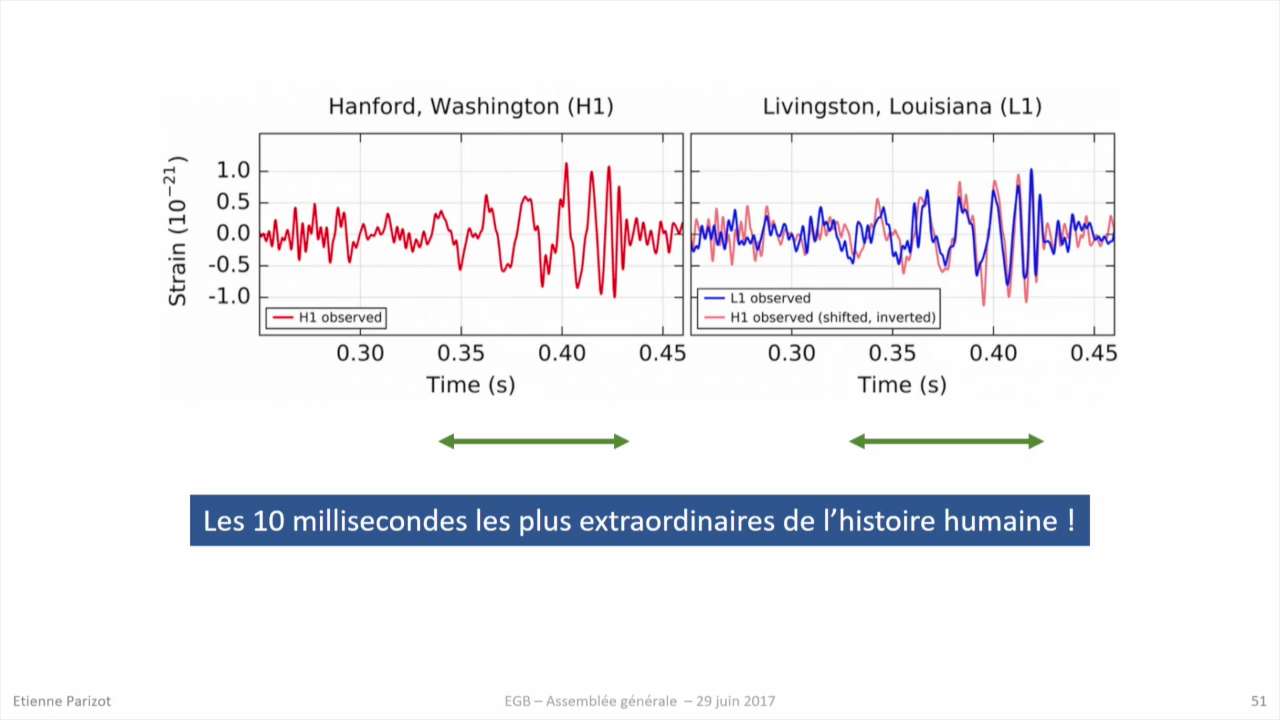 Hanford, Washington (H1)
Livingston, Louisiana (L1)
Strain (10⁻²¹)
1.0
0.5
0.0
-0.5
-1.0
H1 observed
L1 observed
H1 observed (shifted, inverted)
0.30 0.35 0.40 0.45
0.30 0.35 0.40 0.45
Time (s)
Time (s)
Les 10 millisecondes les plus extraordinaires de l’histoire humaine !
Etienne Parizot
EGB – Assemblée générale – 29 juin 2017
51